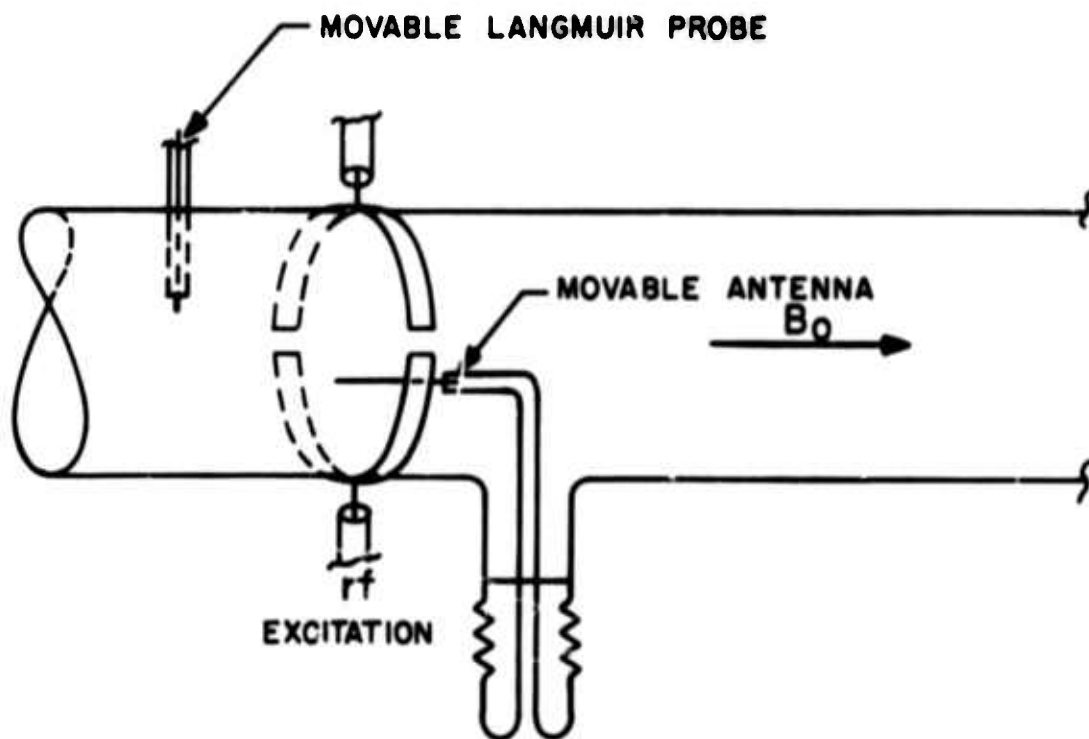 MOVABLE LANGMUIR PROBE
MOVABLE ANTENNA
B₀
rf
EXCITATION